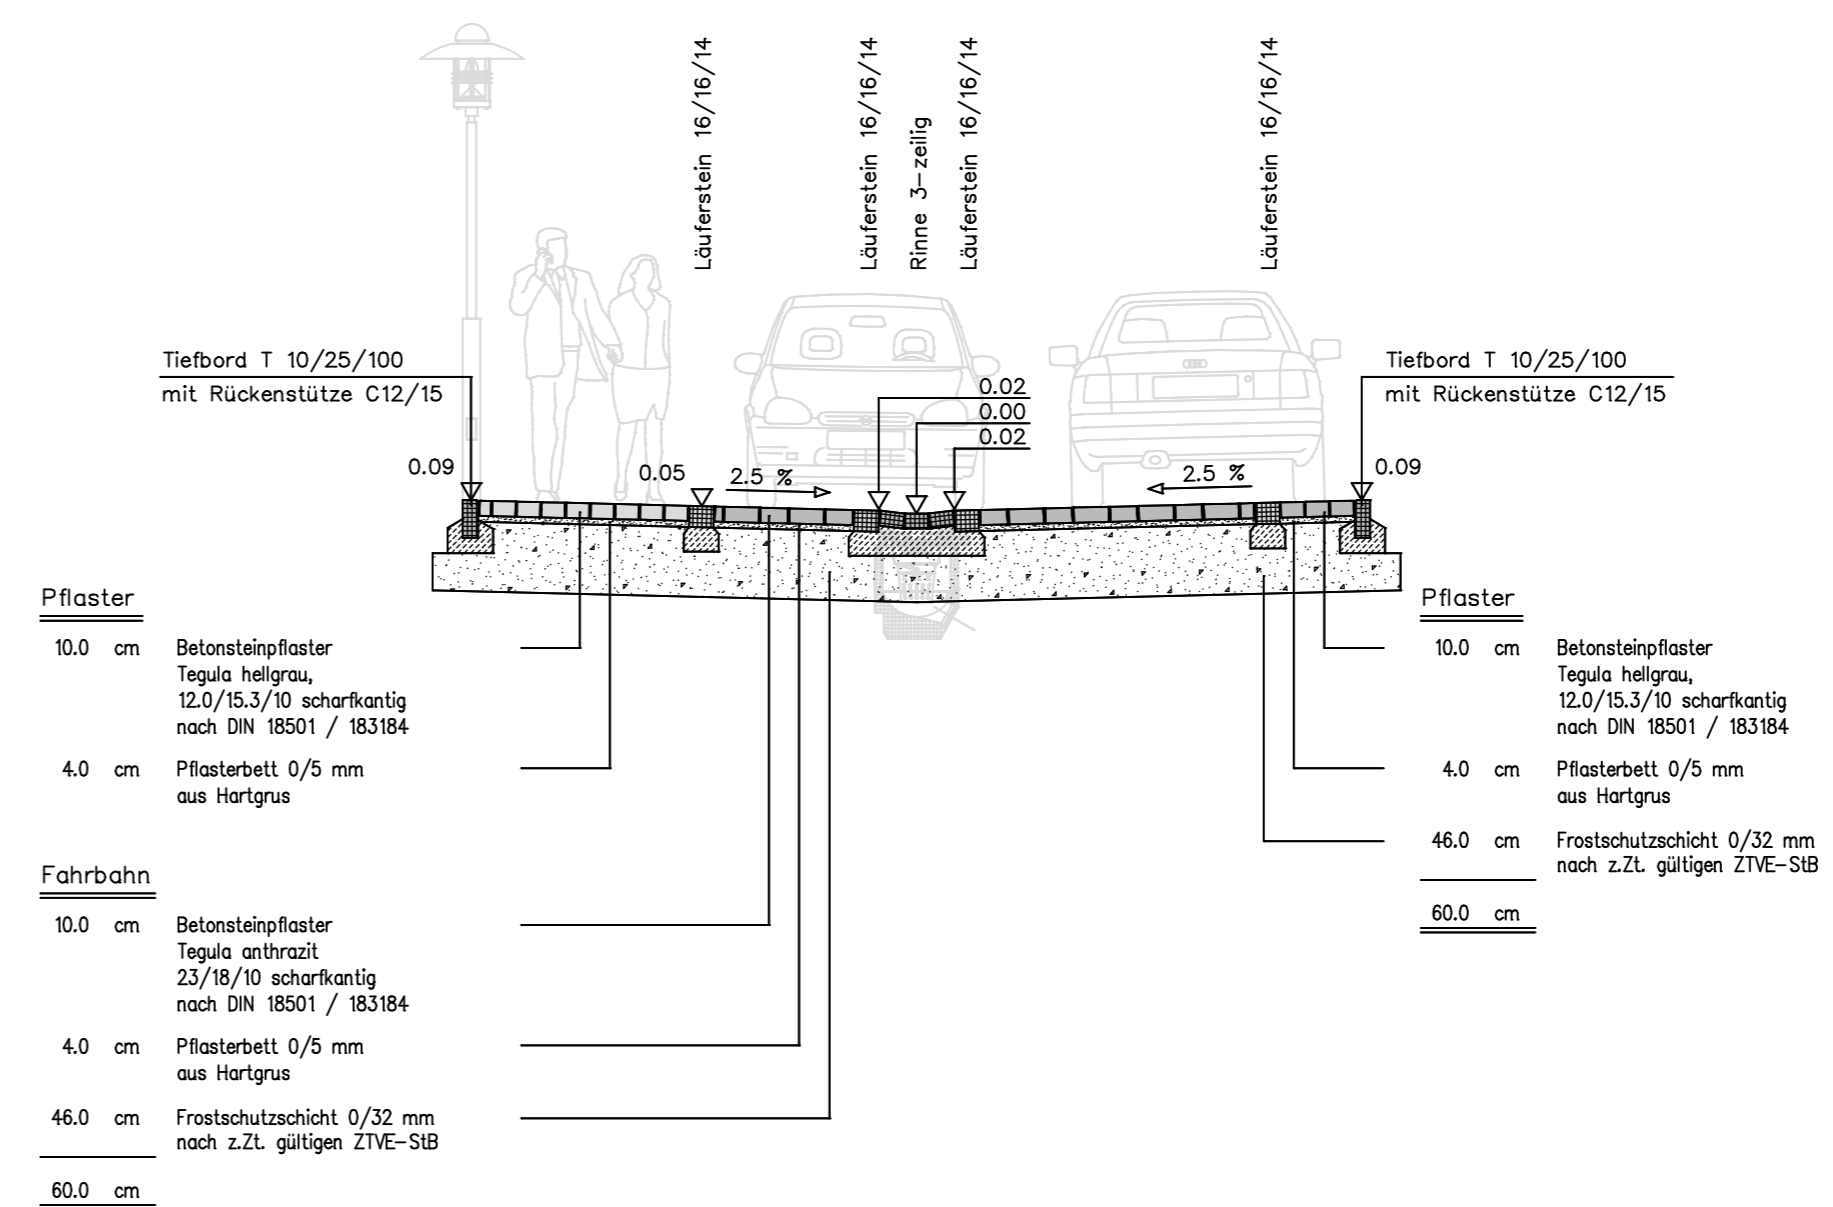 Läuferstein 16/16/14
Läuferstein 16/16/14
Rinne 3-zeilig
Läuferstein 16/16/14
Läuferstein 16/16/14
Tiefbord T 10/25/100
mit Rückenstütze C12/15
Tiefbord T 10/25/100
mit Rückenstütze C12/15
0.02
0.00
0.02
0.09
0.05
2.5 %
2.5 %
0.09
Pflaster
10.0 cm Betonsteinpflaster
Tegula hellgrau,
12.0/15.3/10 scharfkantig
nach DIN 18501 / 183184
4.0 cm Pflasterbett 0/5 mm
aus Hartgrus
Fahrbahn
10.0 cm Betonsteinpflaster
Tegula anthrazit
23/18/10 scharfkantig
nach DIN 18501 / 183184
4.0 cm Pflasterbett 0/5 mm
aus Hartgrus
46.0 cm Frostschutzschicht 0/32 mm
nach z.Zt. gültigen ZTVE-StB
60.0 cm
Pflaster
10.0 cm Betonsteinpflaster
Tegula hellgrau,
12.0/15.3/10 scharfkantig
nach DIN 18501 / 183184
4.0 cm Pflasterbett 0/5 mm
aus Hartgrus
46.0 cm Frostschutzschicht 0/32 mm
nach z.Zt. gültigen ZTVE-StB
60.0 cm